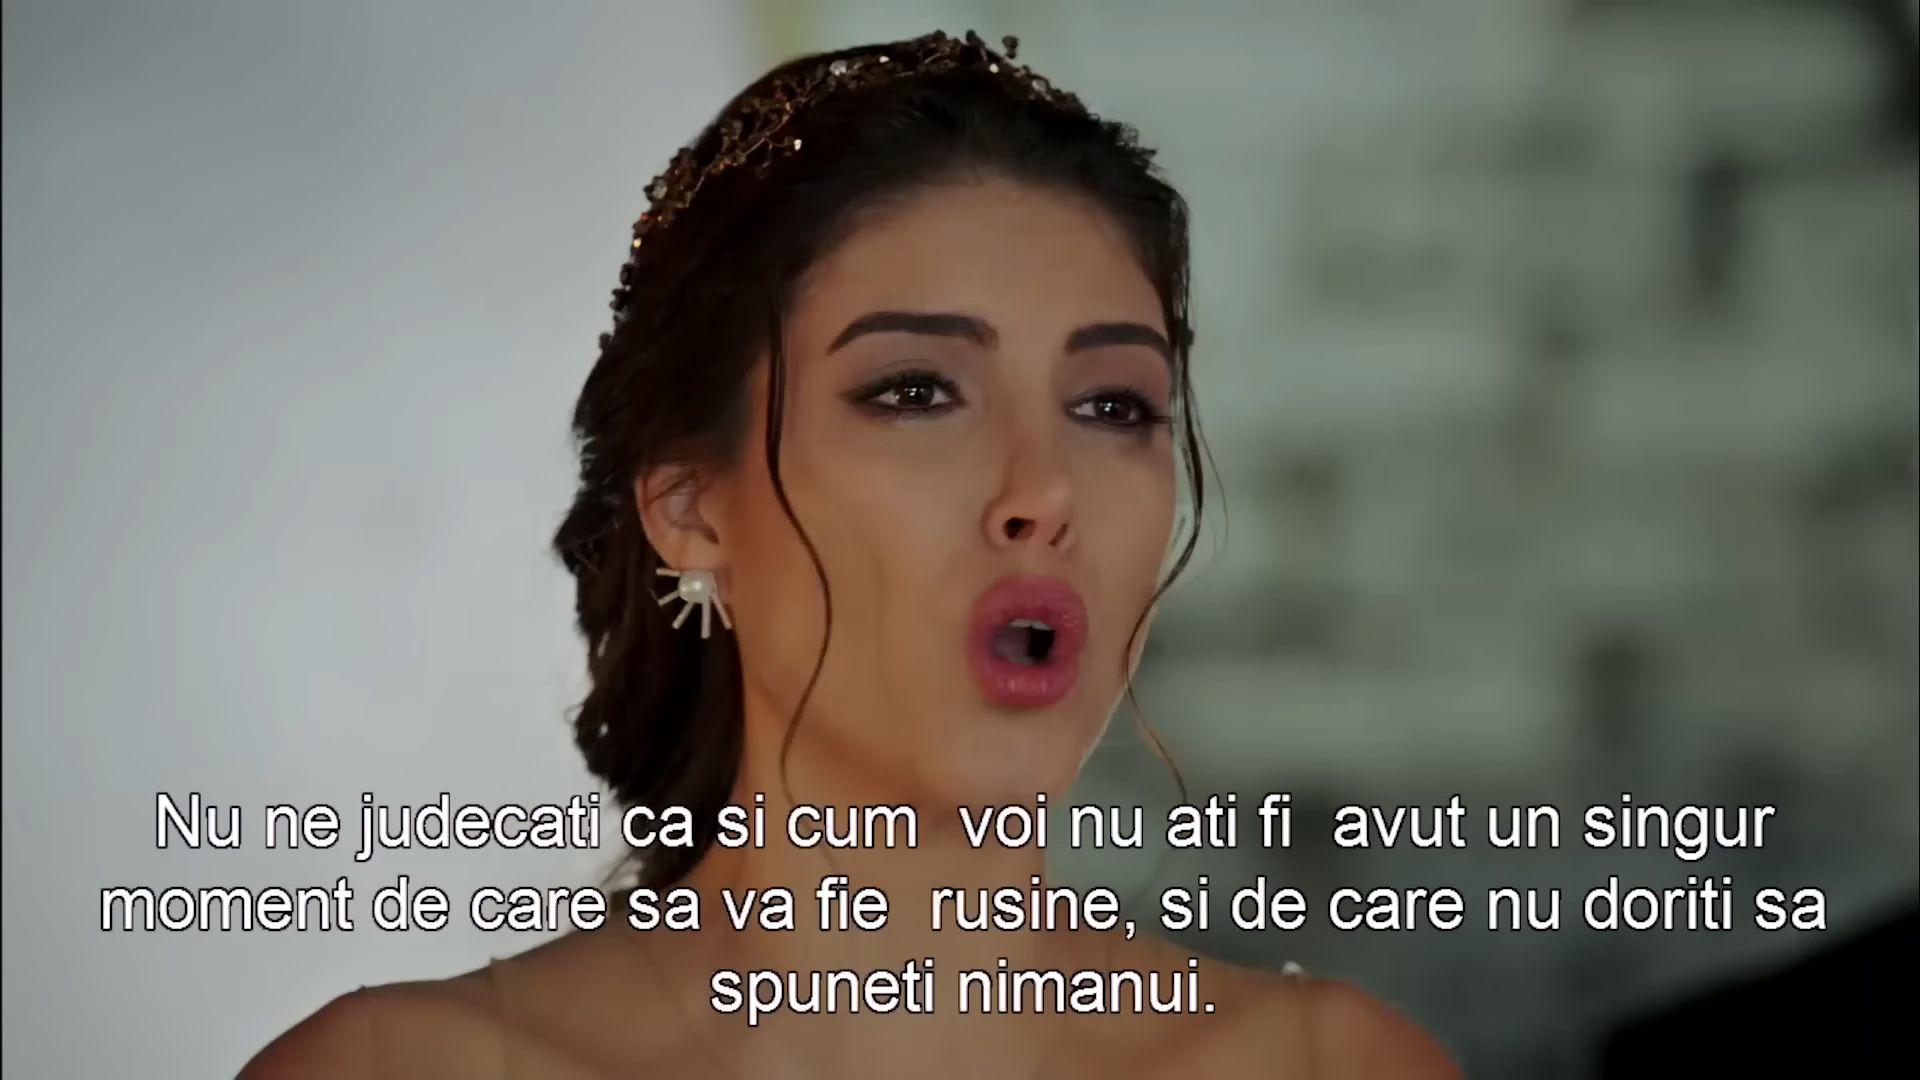 Nu ne judecati ca si cum  voi nu ati fi  avut un singur
moment de care sa va fie  rusine, si de care nu doriti sa
spuneti nimanui.